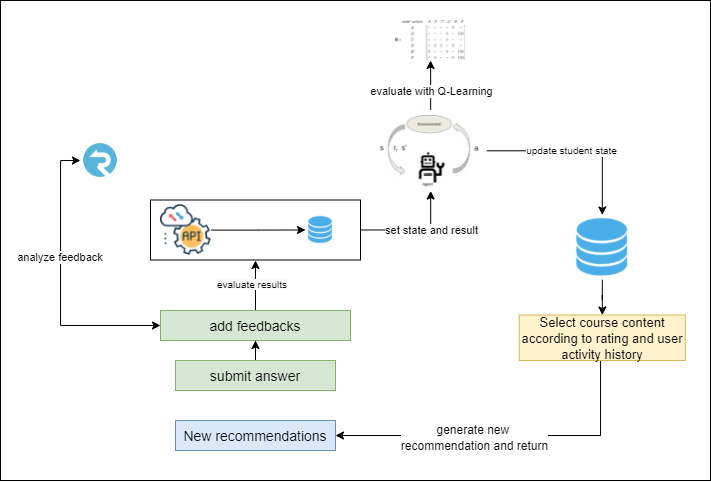 evaluate with Q-Learning
Environment
s
r, s'
a
Agent
update student state
API
set state and result
analyze feedback
evaluate results
add feedbacks
submit answer
Select course content
according to rating and user
activity history
New recommendations
generate new
recommendation and return